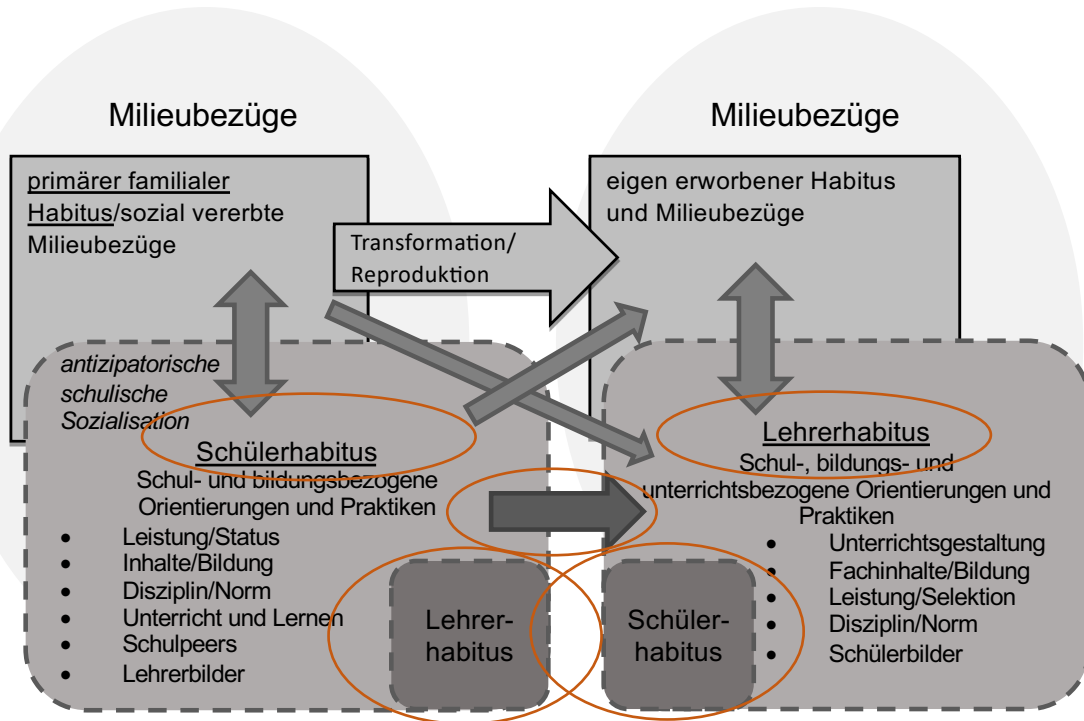 Milieubezüge
primärer familialer
Habitus/sozial vererbte
Milieubezüge
Transformation/
Reproduktion
Milieubezüge
eigen erworbener Habitus
und Milieubezüge
antizipatorische
schulische
Sozialisation
Schülerhabitus
Schul- und bildungsbezogene
Orientierungen und Praktiken
• Leistung/Status
• Inhalte/Bildung
• Disziplin/Norm
• Unterricht und Lernen
• Schulpeers
• Lehrerbilder
Lehrer-
habitus
Schüler-
habitus
Lehrerhabitus
Schul-, bildungs- und
unterrichtsbezogene Orientierungen und
Praktiken
• Unterrichtsgestaltung
• Fachinhalte/Bildung
• Leistung/Selektion
• Disziplin/Norm
• Schülerbilder